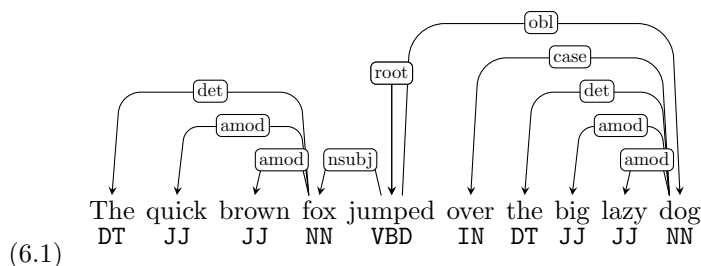 obl
case
root
det det
amod amod
amod nsubj amod
The quick brown fox jumped over the big lazy dog
DT JJ JJ NN VBD IN DT JJ JJ NN
(6.1)